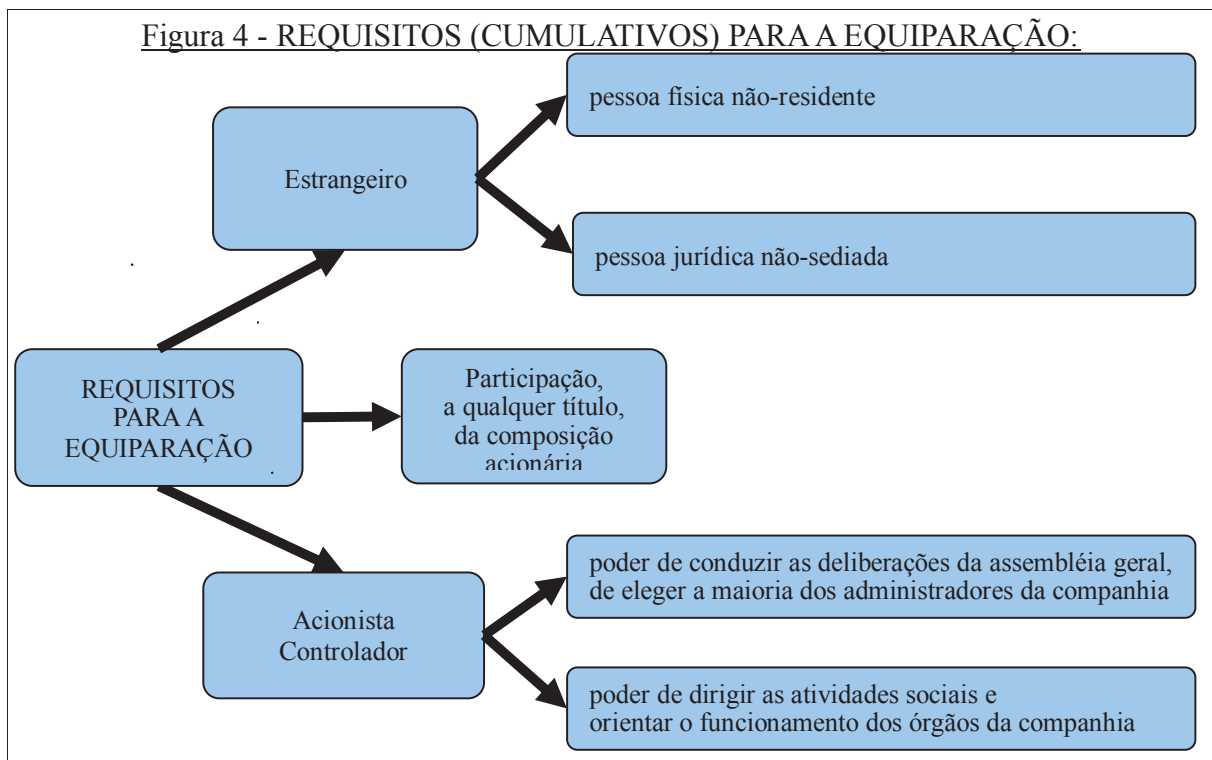 Figura 4 - REQUISITOS (CUMULATIVOS) PARA A EQUIPARAÇÃO:
pessoa física não-residente
Estrangeiro
pessoa jurídica não-sediada
REQUISITOS
PARA A
EQUIPARAÇÃO
Participação,
a qualquer título,
da composição
acionária
Acionista
Controlador
poder de conduzir as deliberações da assembléia geral,
de eleger a maioria dos administradores da companhia
poder de dirigir as atividades sociais e
orientar o funcionamento dos órgãos da companhia